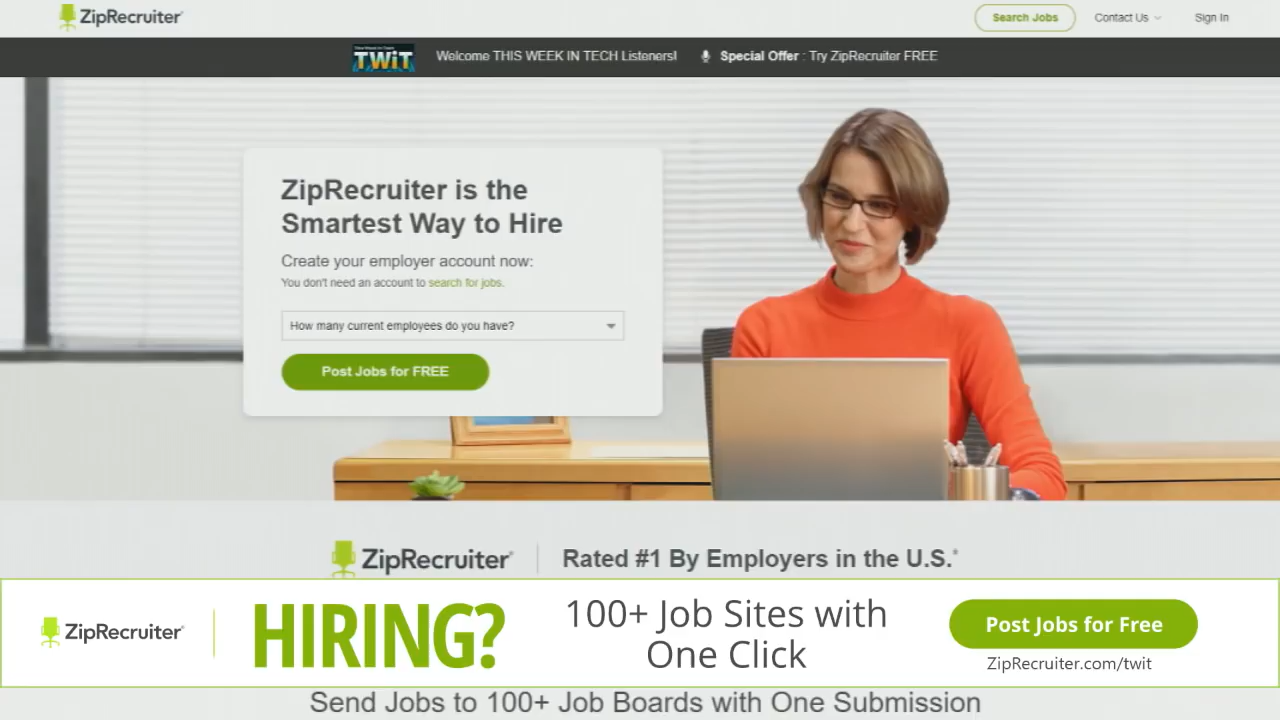 ZipRecruiter
Search Jobs
Contact Us
Sign In
TWiT
Welcome THIS WEEK IN TECH Listeners!
Special Offer : Try ZipRecruiter FREE
ZipRecruiter is the
Smartest Way to Hire
Create your employer account now:
You don't need an account to search for jobs.
How many current employees do you have?
Post Jobs for FREE
ZipRecruiter
Rated #1 By Employers in the U.S.*
ZipRecruiter
HIRING?
100+ Job Sites with
One Click
Post Jobs for Free
ZipRecruiter.com/twit
Send Jobs to 100+ Job Boards with One Submission